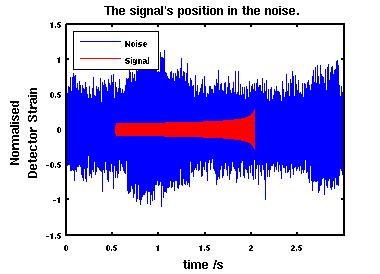 The signal's position in the noise.
Normalised
Detector Strain
1.5
1
0.5
0
-0.5
-1
-1.5
Noise
Signal
0 0.5 1 1.5 2 2.5
time /s